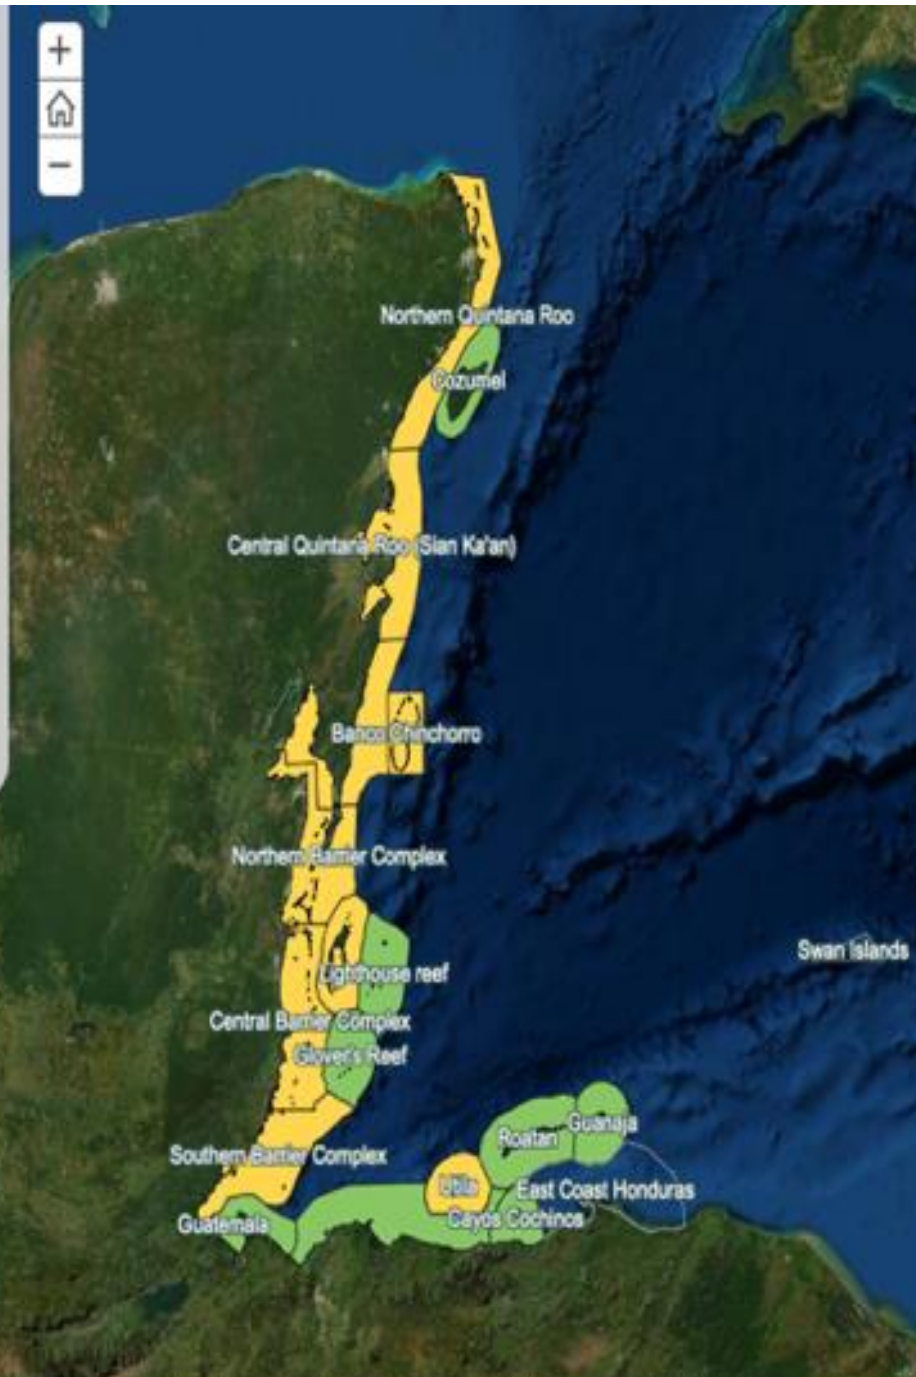 +
−
Northern Quintana Roo
Cozumel
Central Quintana Roo (Sian Ka'an)
Banco Chinchorro
Northern Barrier Complex
Swan Islands
Lighthouse reef
Central Barrier Complex
Glover's Reef
Guanaja
Roatan
Southern Barrier Complex
Utila
East Coast Honduras
Guatemala
Cayos Cochinos